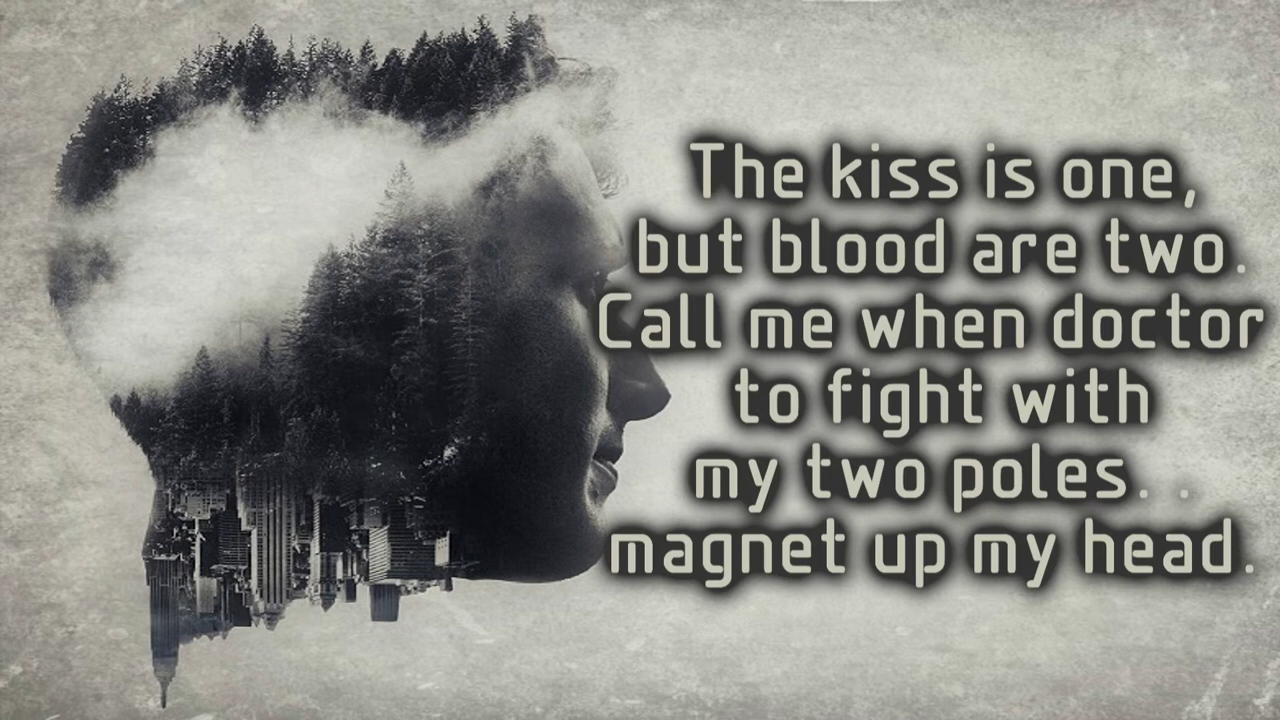 The kiss is one,
but blood are two.
Call me when doctor
to fight with
my two poles. .
magnet up my head.